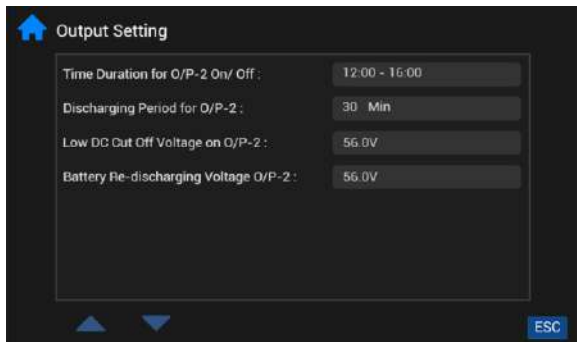 Output Setting
Time Duration for O/P-2 On/ Off :
12:00 - 16:00
Discharging Period for O/P-2 :
30 Min
Low DC Cut Off Voltage on O/P-2 :
56.0V
Battery Re-discharging Voltage O/P-2 :
56.0V
ESC